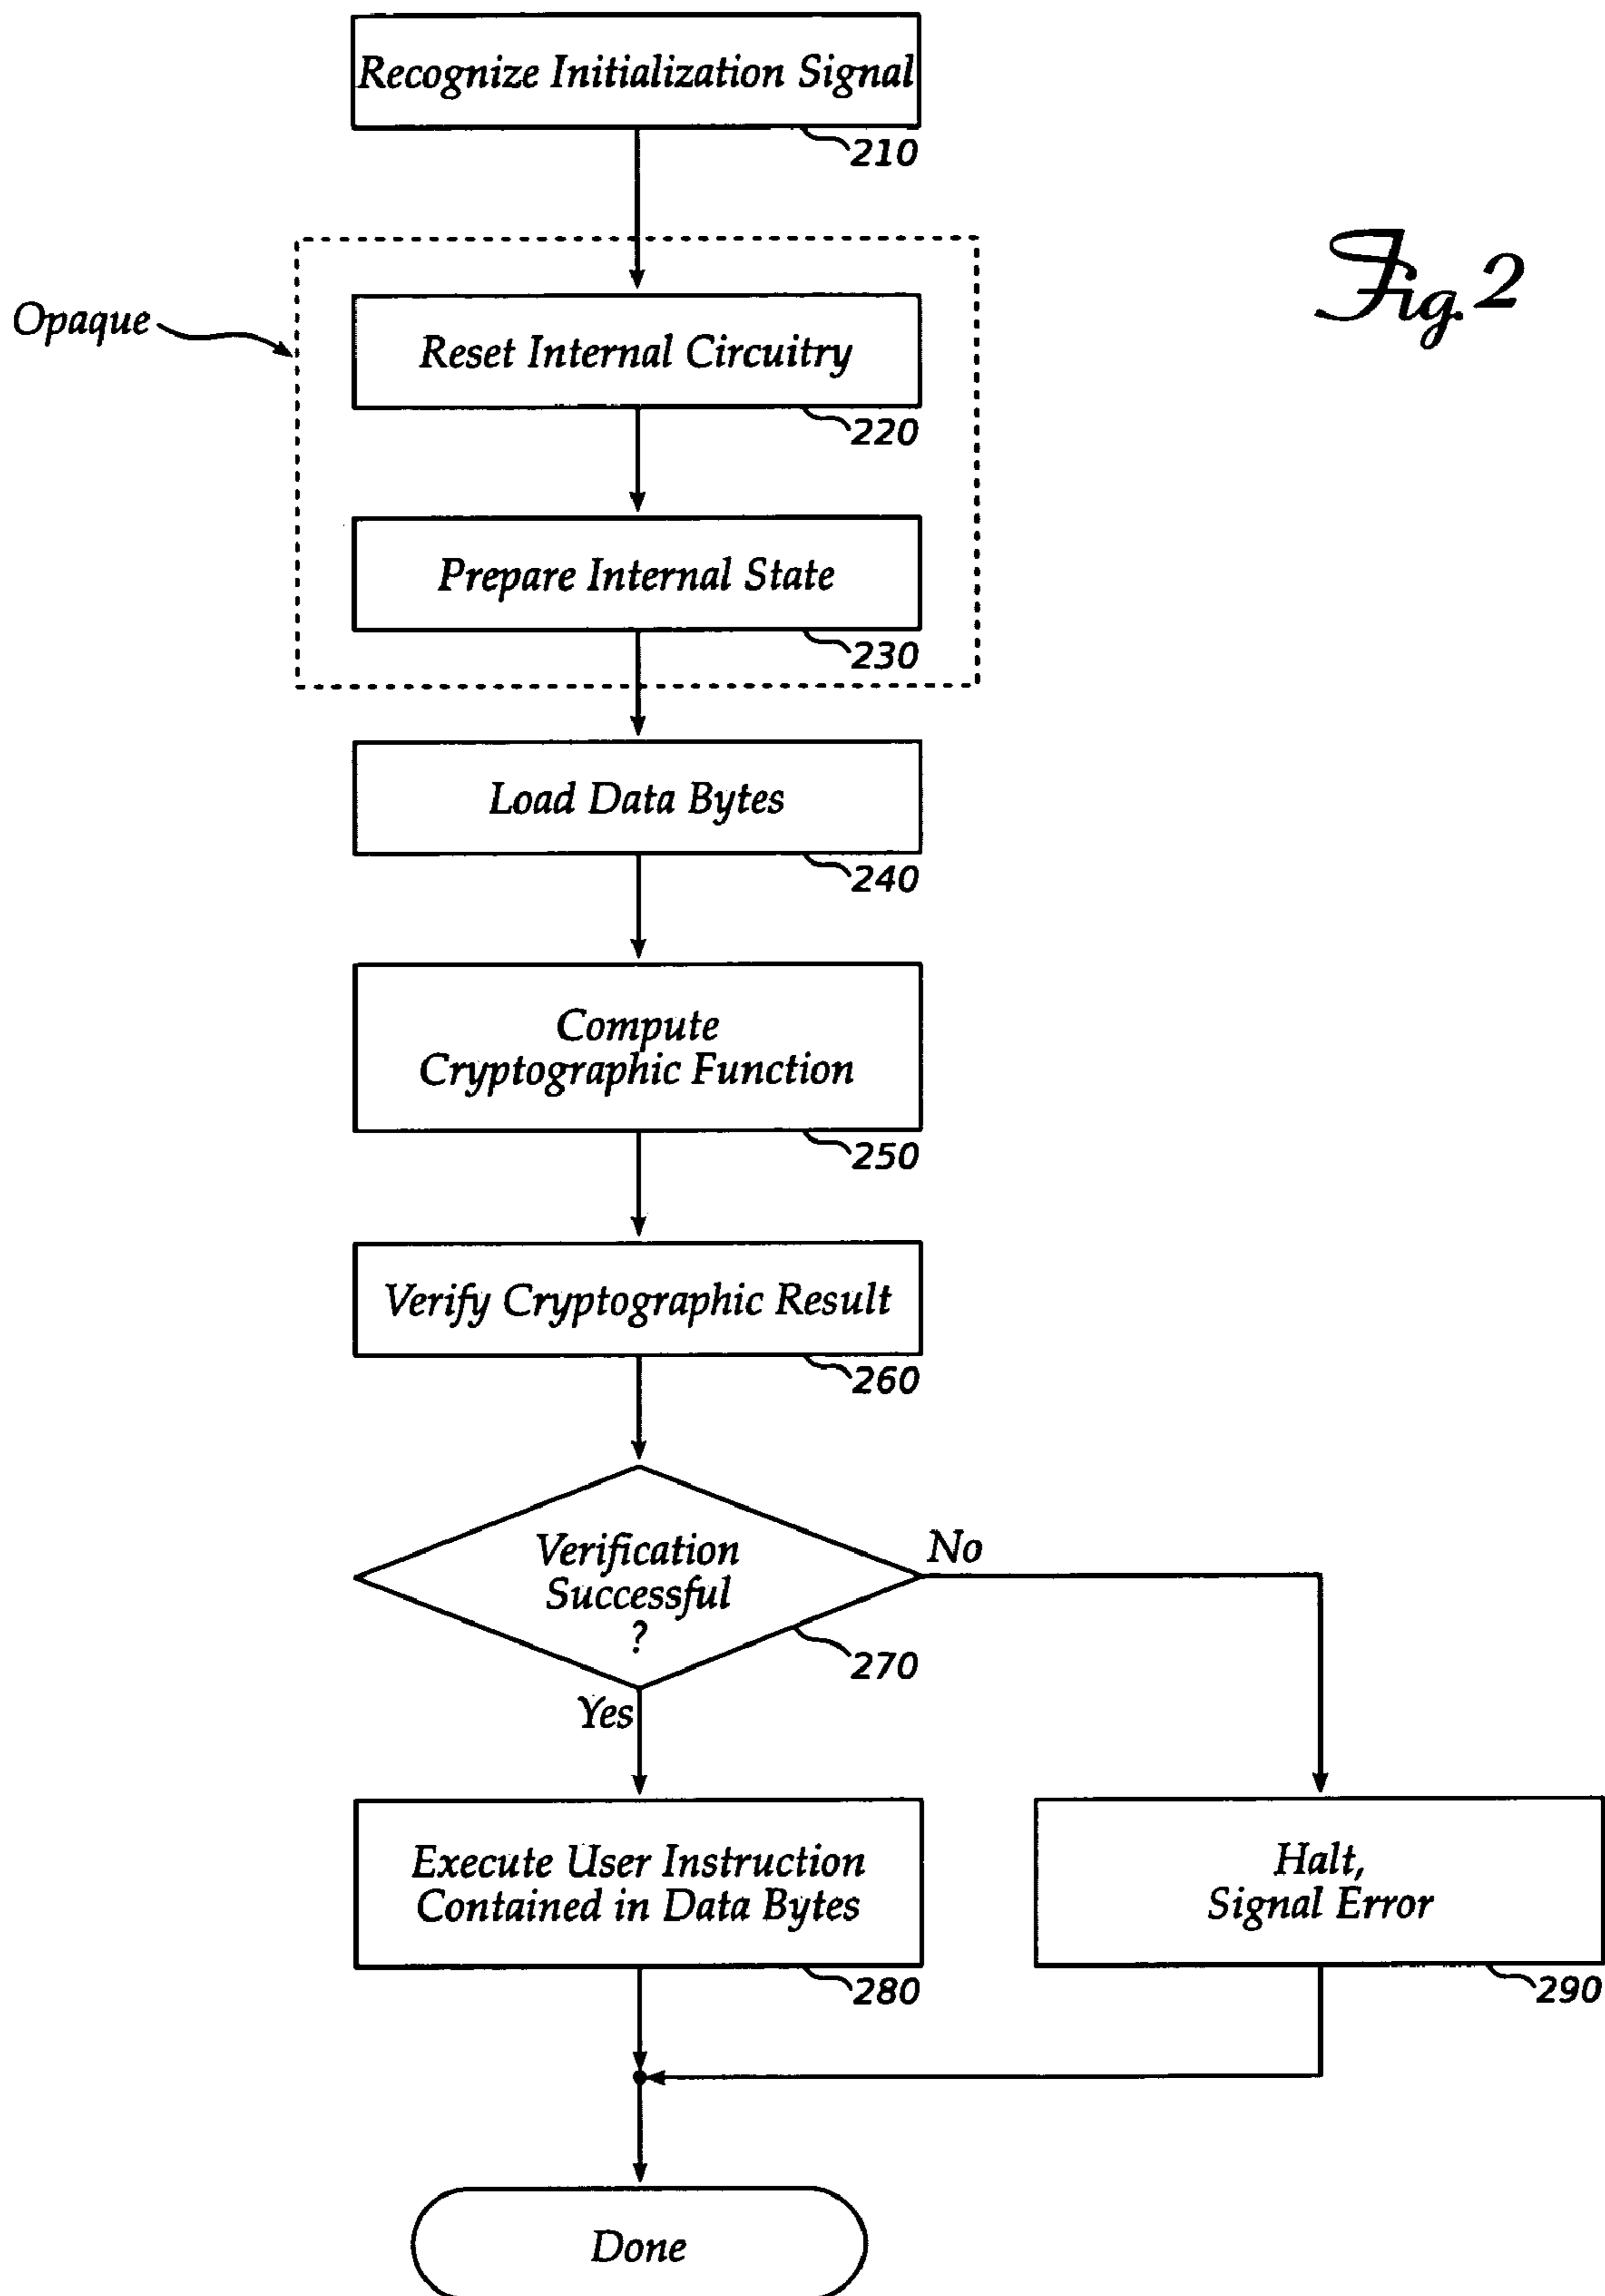 Recognize Initialization Signal
210
Fig. 2
Opaque
Reset Internal Circuitry
220
Prepare Internal State
230
Load Data Bytes
240
Compute
Cryptographic Function
250
Verify Cryptographic Result
260
Verification
Successful
?
No
270
Yes
Execute User Instruction
Contained in Data Bytes
280
Halt,
Signal Error
290
Done